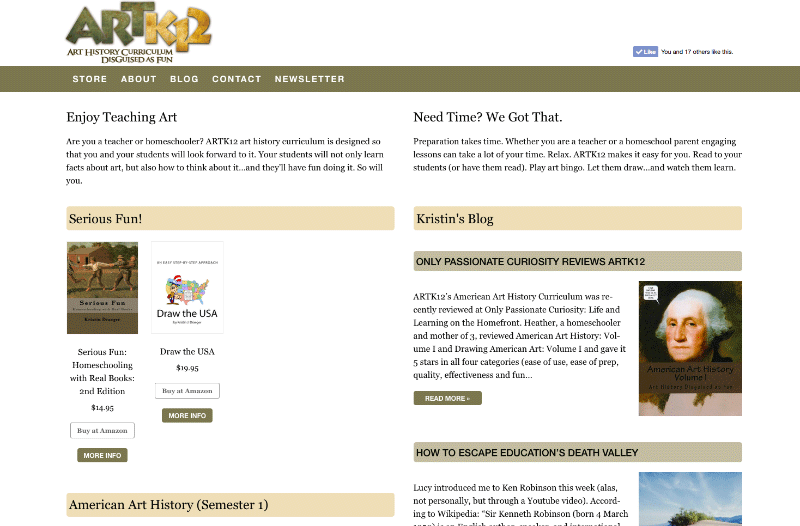 ARTK12
ART HISTORY CURRICULUM
DISGUISED AS FUN
Like
You and 17 others like this.
STORE ABOUT BLOG CONTACT NEWSLETTER
Enjoy Teaching Art
Are you a teacher or homeschooler? ARTK12 art history curriculum is designed so
that you and your students will look forward to it. Your students will not only learn
facts about art, but also how to think about it...and they'll have fun doing it. So will
you.
Need Time? We Got That.
Preparation takes time. Whether you are a teacher or a homeschool parent engaging
lessons can take a lot of your time. Relax. ARTK12 makes it easy for you. Read to your
students (or have them read). Play art bingo. Let them draw...and watch them learn.
Serious Fun!
Serious Fun
Kristin Draeger
AN EASY STEP-BY-STEP APPROACH
Draw the USA
Serious Fun:
Homeschooling
with Real Books:
2nd Edition
$14.95
Buy at Amazon
MORE INFO
Draw the USA
$19.95
Buy at Amazon
MORE INFO
American Art History (Semester 1)
Kristin's Blog
ONLY PASSIONATE CURIOSITY REVIEWS ARTK12
ARTK12's American Art History Curriculum was re-
cently reviewed at Only Passionate Curiosity: Life and
Learning on the Homefront. Heather, a homeschooler
and mother of 3, reviewed American Art History: Vol-
ume I and Drawing American Art: Volume I and gave it
5 stars in all four categories (ease of use, ease of prep,
quality, effectiveness and fun...
READ MORE »
American Art History
Volume I
Art History Disguised as Fun
HOW TO ESCAPE EDUCATION'S DEATH VALLEY
Lucy introduced me to Ken Robinson this week (alas,
not personally, but through a Youtube video). Accord-
ing to Wikipedia: "Sir Kenneth Robinson (born 4 March